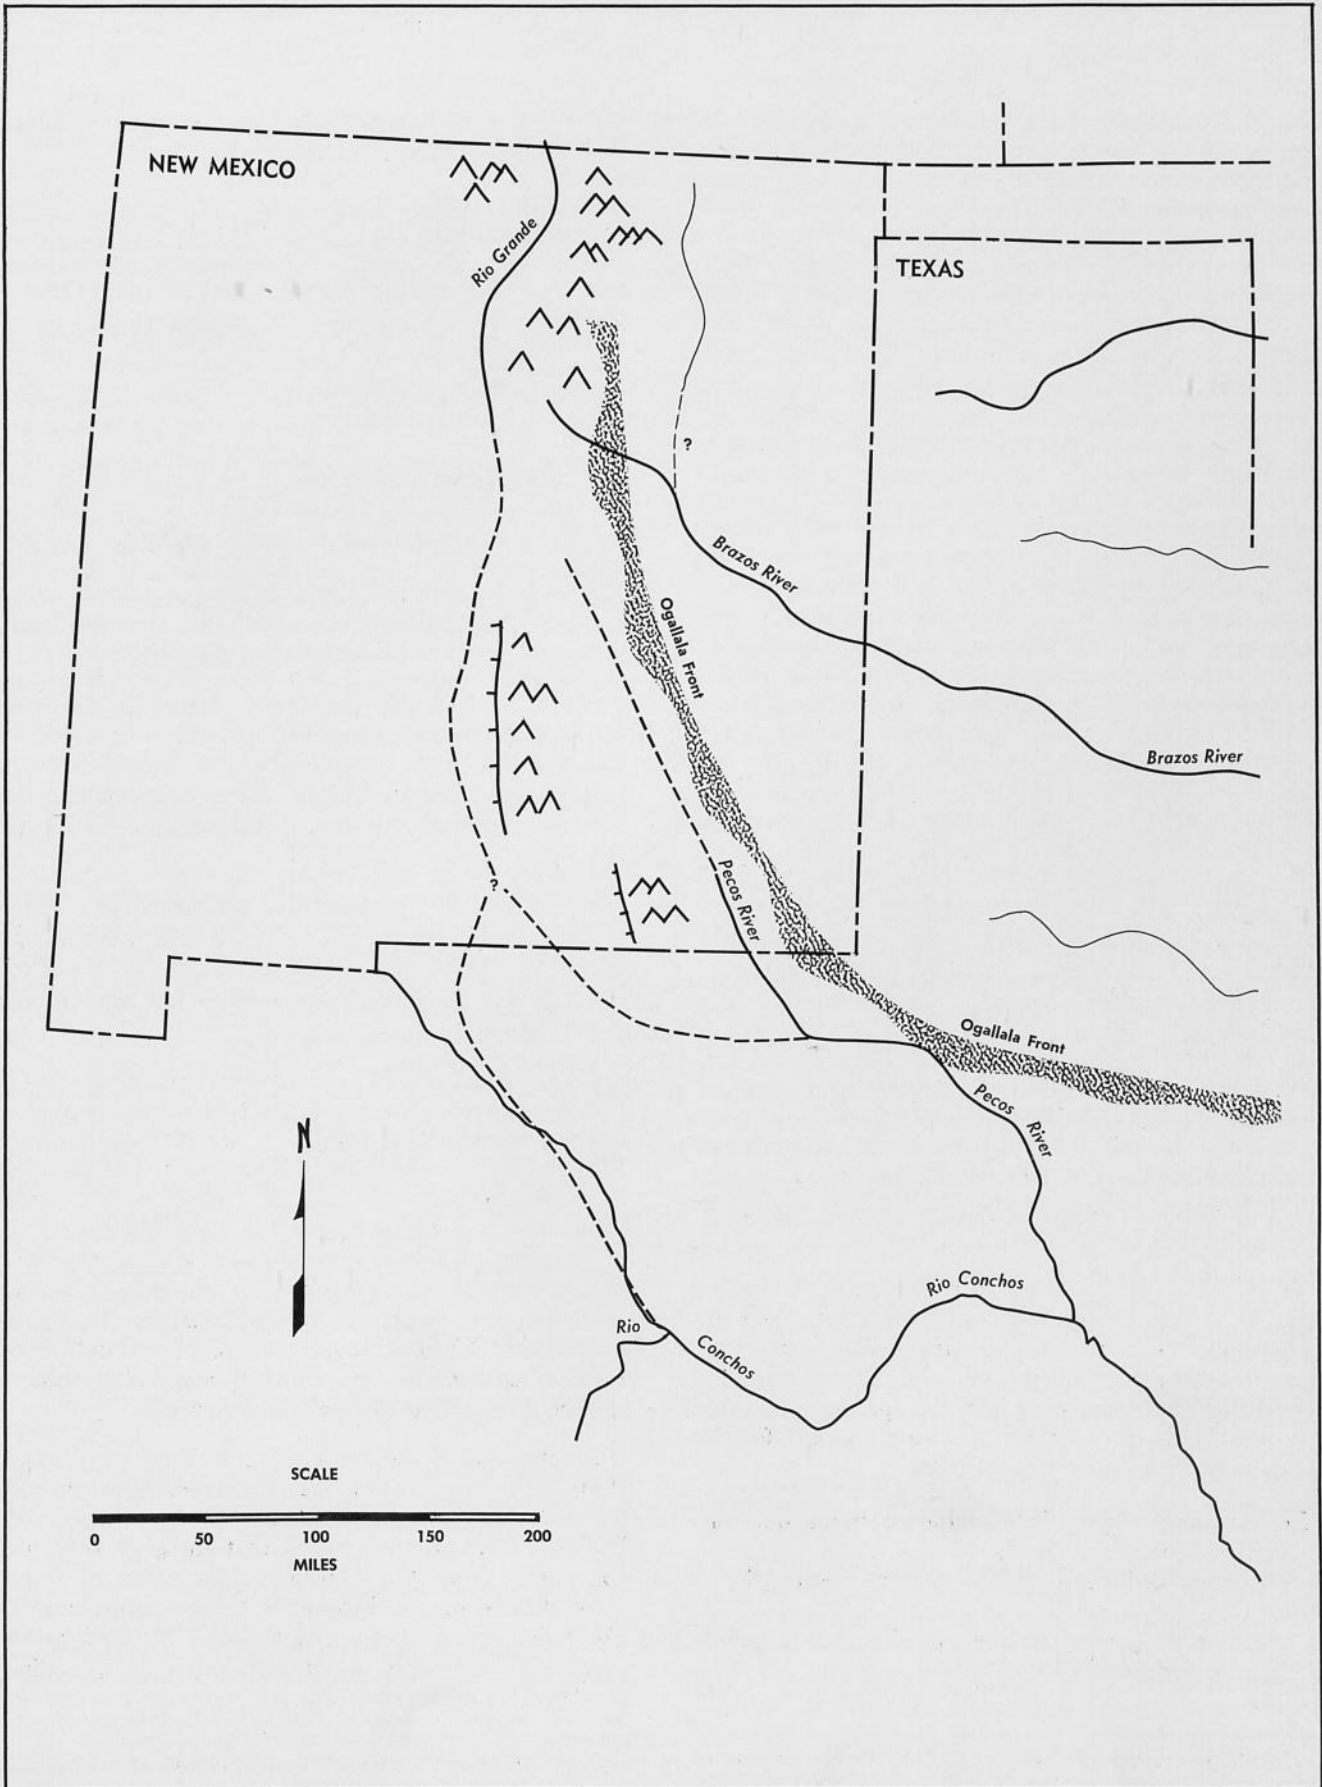 NEW MEXICO
Rio Grande
TEXAS
?
Brazos River
Ogallala Front
Brazos River
Pecos River
?
Ogallala Front
Pecos River
N
Rio Conchos
Rio Conchos
SCALE
0 50 100 150 200
MILES